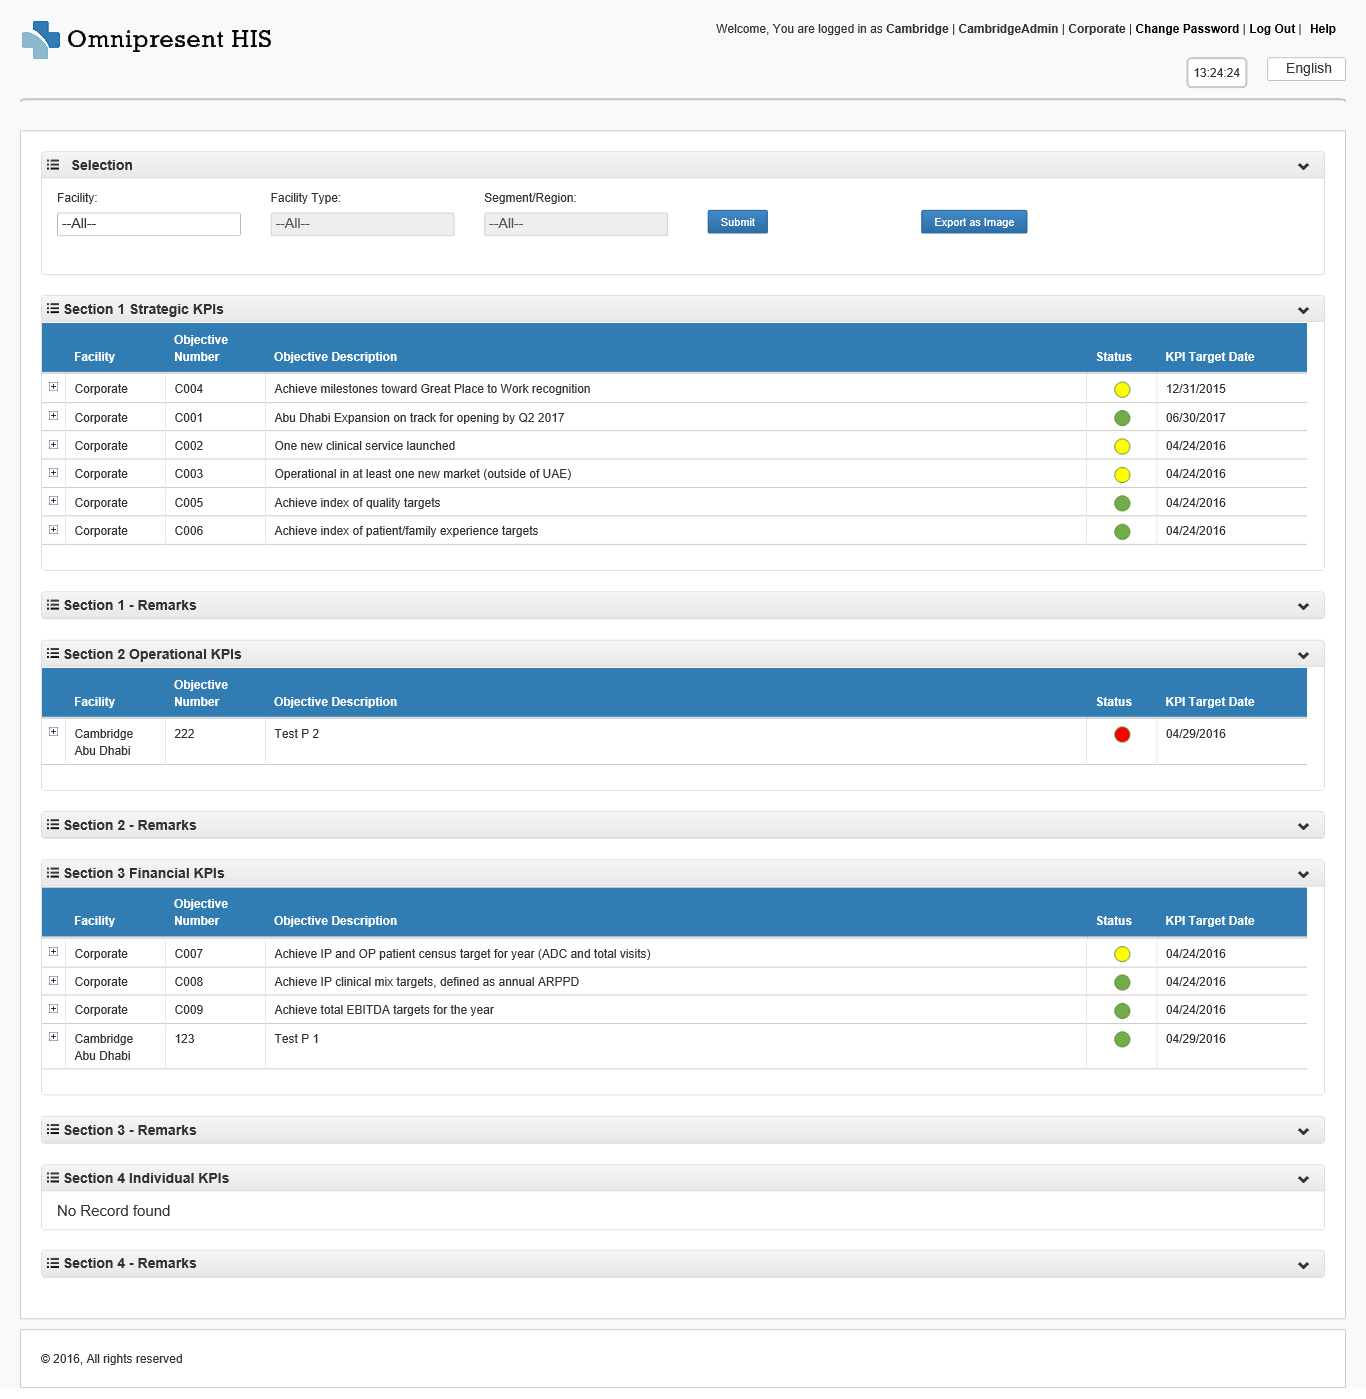 Omnipresent HIS
Welcome, You are logged in as Cambridge | CambridgeAdmin | Corporate | Change Password | Log Out | Help
13:24:24
English
Selection
Facility: Facility Type: Segment/Region:
--All-- --All-- --All-- Submit Export as Image
Section 1 Strategic KPIs
Facility Objective Number Objective Description Status KPI Target Date
Corporate C004 Achieve milestones toward Great Place to Work recognition 12/31/2015
Corporate C001 Abu Dhabi Expansion on track for opening by Q2 2017 06/30/2017
Corporate C002 One new clinical service launched 04/24/2016
Corporate C003 Operational in at least one new market (outside of UAE) 04/24/2016
Corporate C005 Achieve index of quality targets 04/24/2016
Corporate C006 Achieve index of patient/family experience targets 04/24/2016
Section 1 - Remarks
Section 2 Operational KPIs
Facility Objective Number Objective Description Status KPI Target Date
Cambridge Abu Dhabi 222 Test P 2 04/29/2016
Section 2 - Remarks
Section 3 Financial KPIs
Facility Objective Number Objective Description Status KPI Target Date
Corporate C007 Achieve IP and OP patient census target for year (ADC and total visits) 04/24/2016
Corporate C008 Achieve IP clinical mix targets, defined as annual ARPPD 04/24/2016
Corporate C009 Achieve total EBITDA targets for the year 04/24/2016
Cambridge Abu Dhabi 123 Test P 1 04/29/2016
Section 3 - Remarks
Section 4 Individual KPIs
No Record found
Section 4 - Remarks
© 2016, All rights reserved